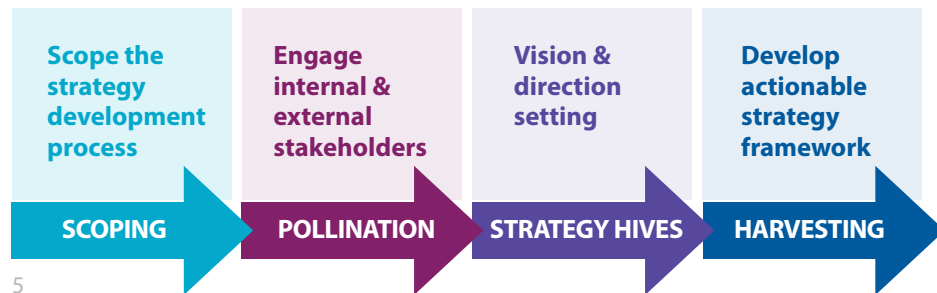 Scope the
strategy
development
process
Engage
internal &
external
stakeholders
Vision &
direction
setting
Develop
actionable
strategy
framework
SCOPING
POLLINATION
STRATEGY HIVES
HARVESTING
5